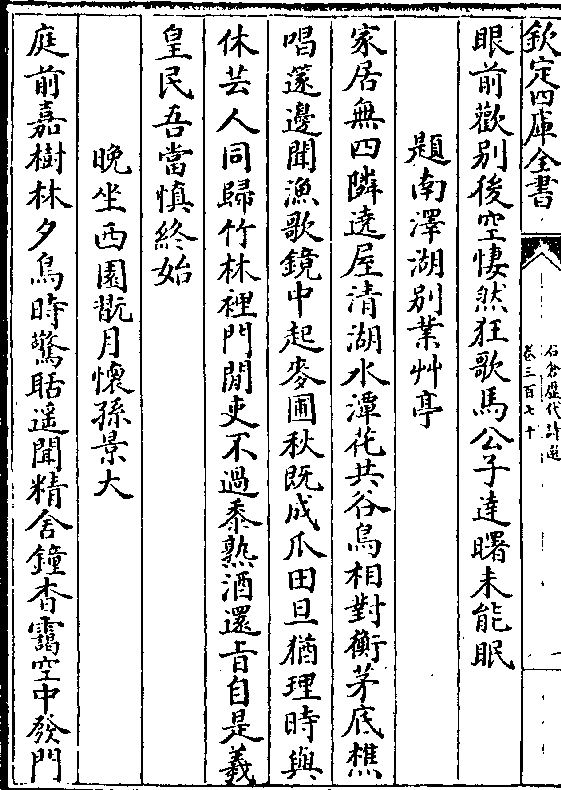 欽定四庫全書
石倉歷代詩選
卷三百七十
眼前歡别後空悽然狂歌馬公子達曙未能眠
題南澤湖别業艸亭
家居無四隣遶屋清湖水潭花共谷鳥相對衡茅底樵
唱蓬邊聞漁歌鏡中起麥圃秋既成瓜田旦猶理時與
休芸人同歸竹林裡門閒吏不過黍熟酒還旨自是羲
皇民吾當慎終始
晚坐西園翫月懷孫景大
庭前嘉樹林夕鳥時驚聒遥聞精舍鐘杳靄空中發門